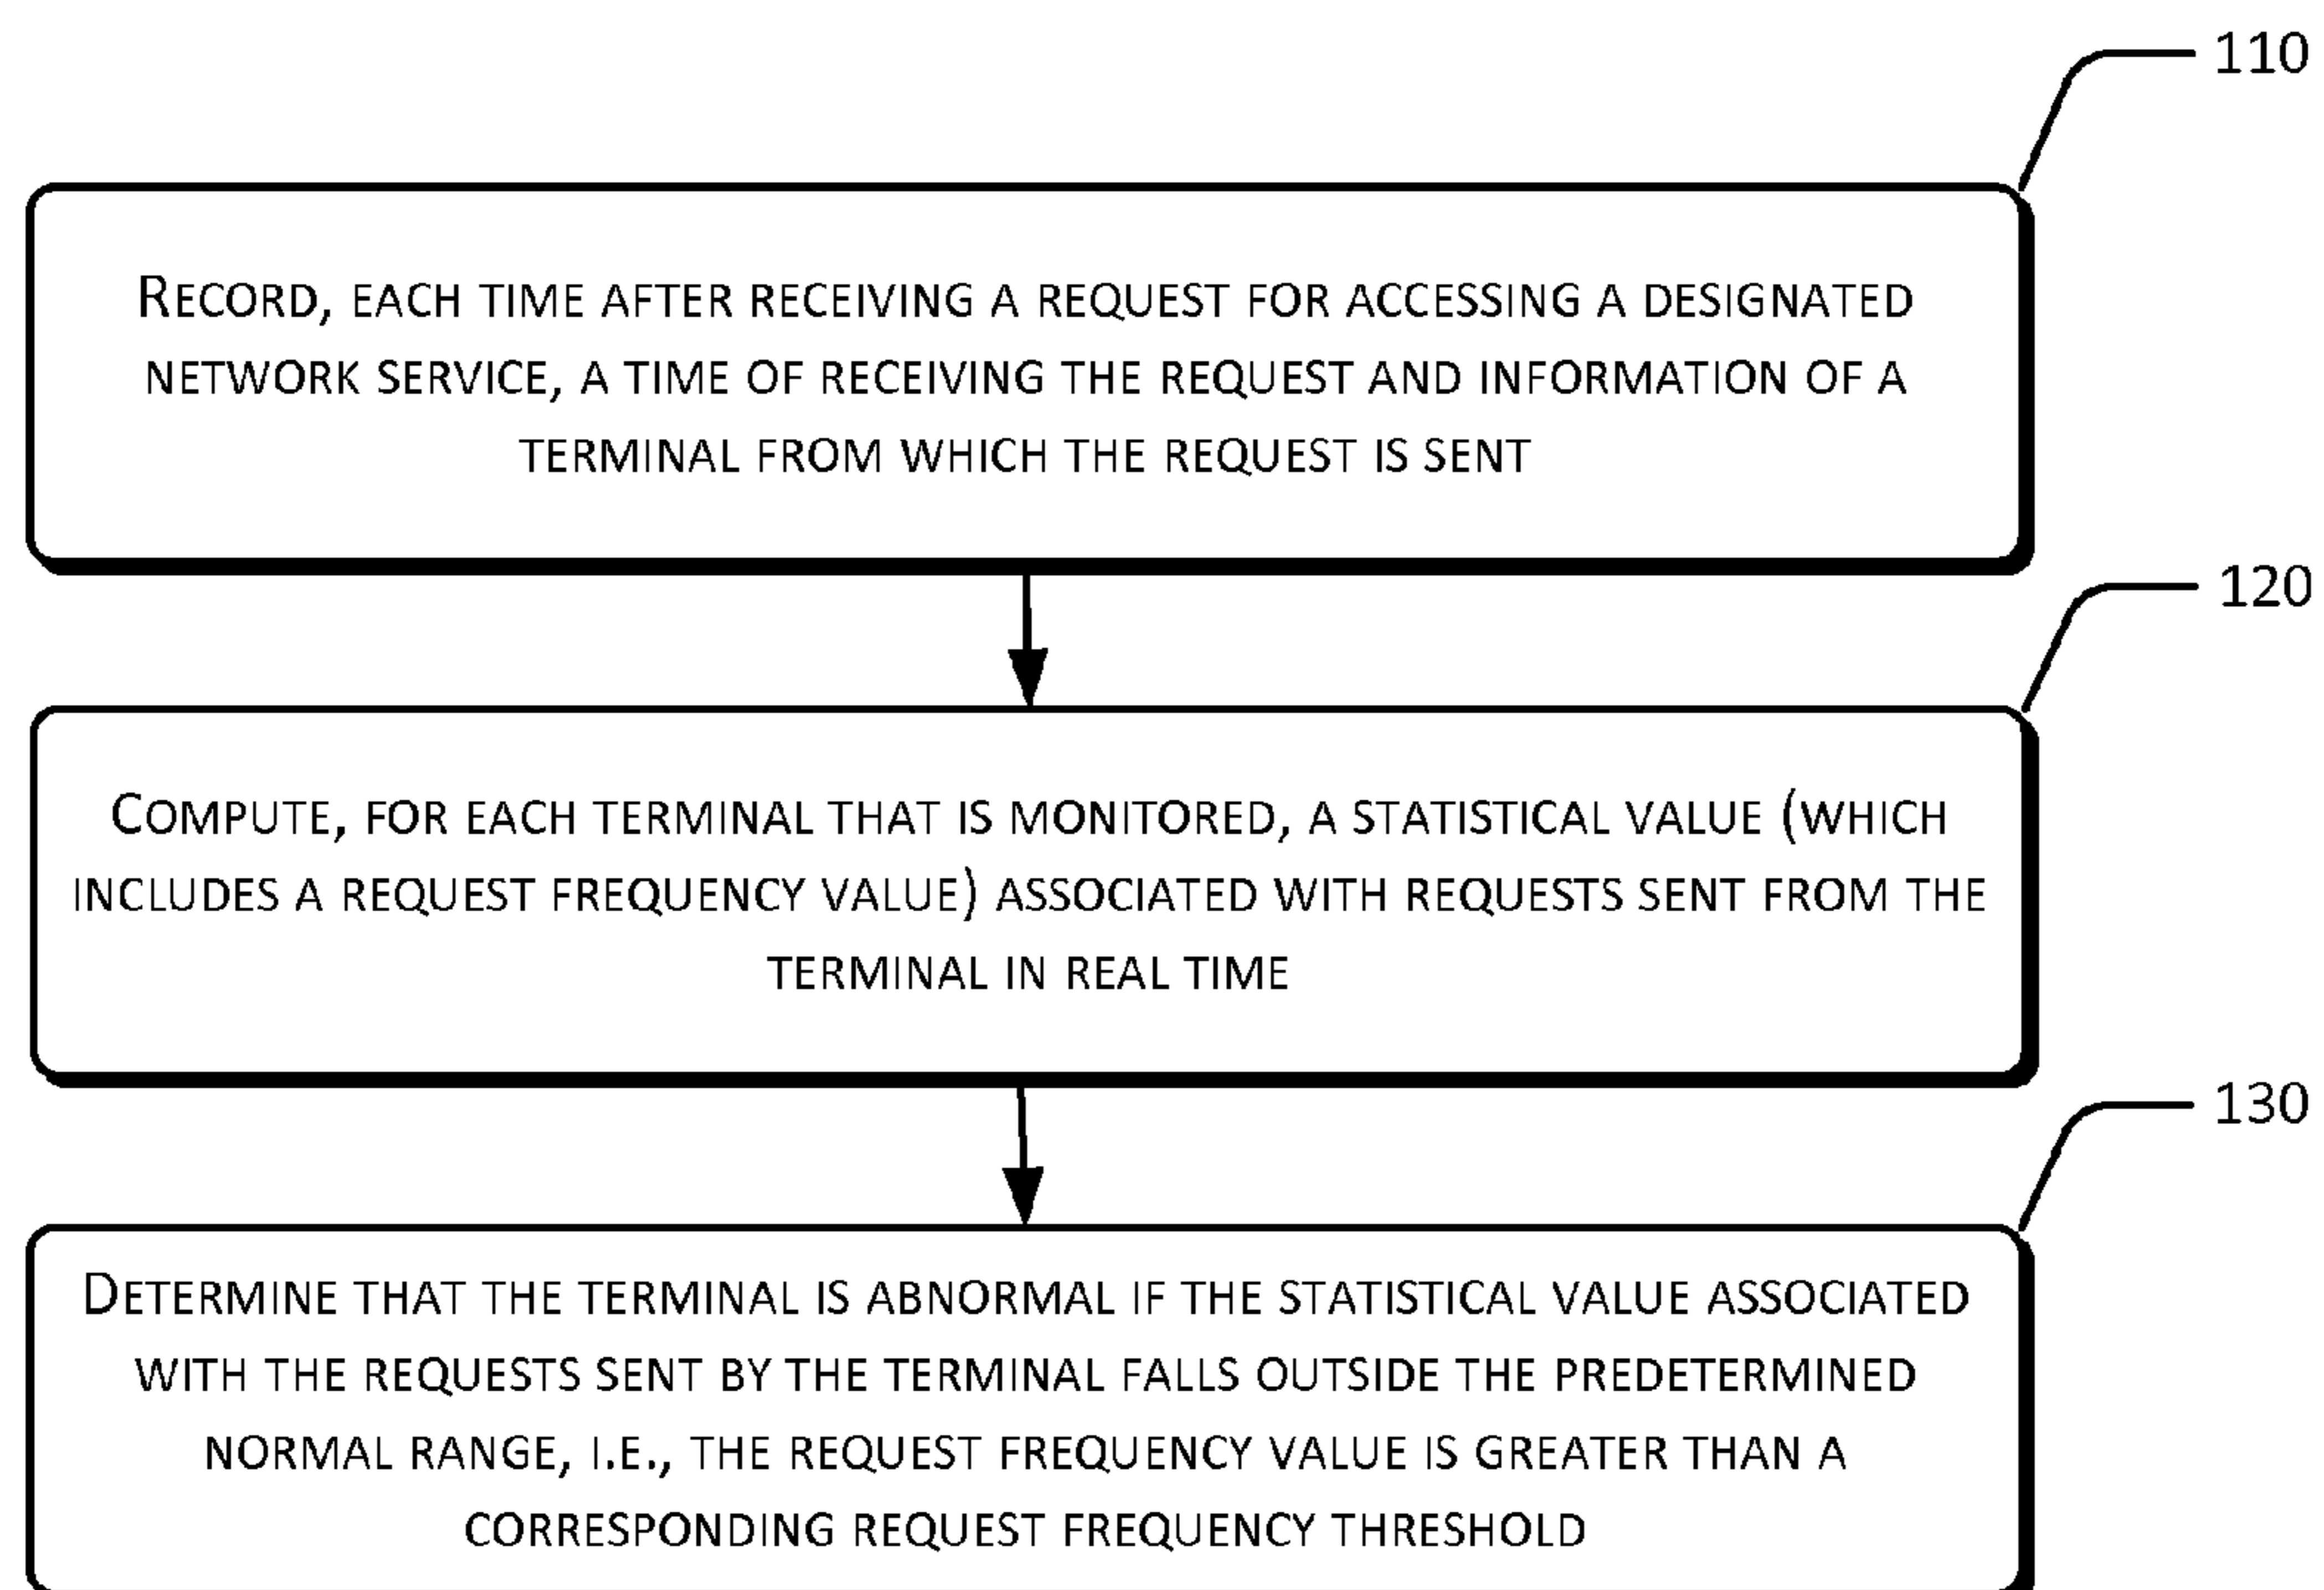 110
RECORD, EACH TIME AFTER RECEIVING A REQUEST FOR ACCESSING A DESIGNATED
NETWORK SERVICE, A TIME OF RECEIVING THE REQUEST AND INFORMATION OF A
TERMINAL FROM WHICH THE REQUEST IS SENT
120
COMPUTE, FOR EACH TERMINAL THAT IS MONITORED, A STATISTICAL VALUE (WHICH
INCLUDES A REQUEST FREQUENCY VALUE) ASSOCIATED WITH REQUESTS SENT FROM THE
TERMINAL IN REAL TIME
130
DETERMINE THAT THE TERMINAL IS ABNORMAL IF THE STATISTICAL VALUE ASSOCIATED
WITH THE REQUESTS SENT BY THE TERMINAL FALLS OUTSIDE THE PREDETERMINED
NORMAL RANGE, I.E., THE REQUEST FREQUENCY VALUE IS GREATER THAN A
CORRESPONDING REQUEST FREQUENCY THRESHOLD